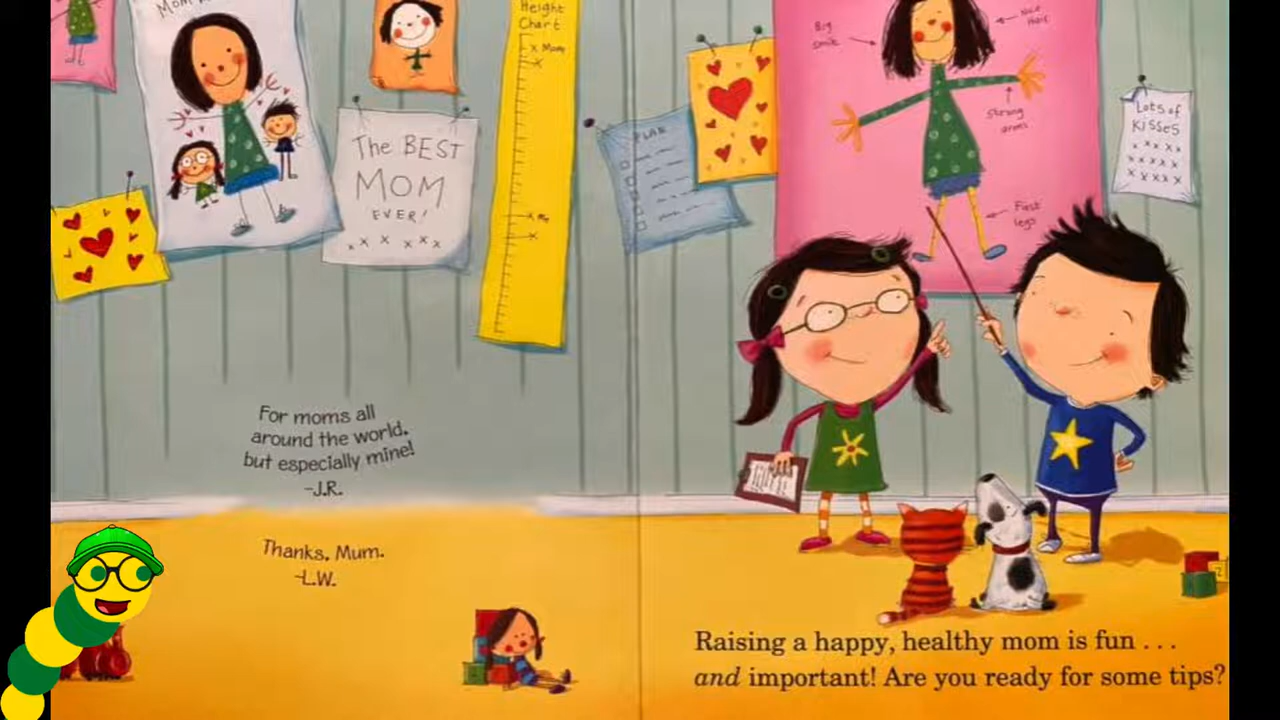 Height
Chart
x Mom
The BEST
MOM
EVER!
x x x x x x
For moms all
around the world,
but especially mine!
-J.R.
Thanks, Mum.
-L.W.
PLAN
Big
smile
Nice
Hair
Strong
arms
Fast
legs
Lots of
Kisses
x x x x
x x x x x
x x x x x
Raising a happy, healthy mom is fun . . .
and important! Are you ready for some tips?